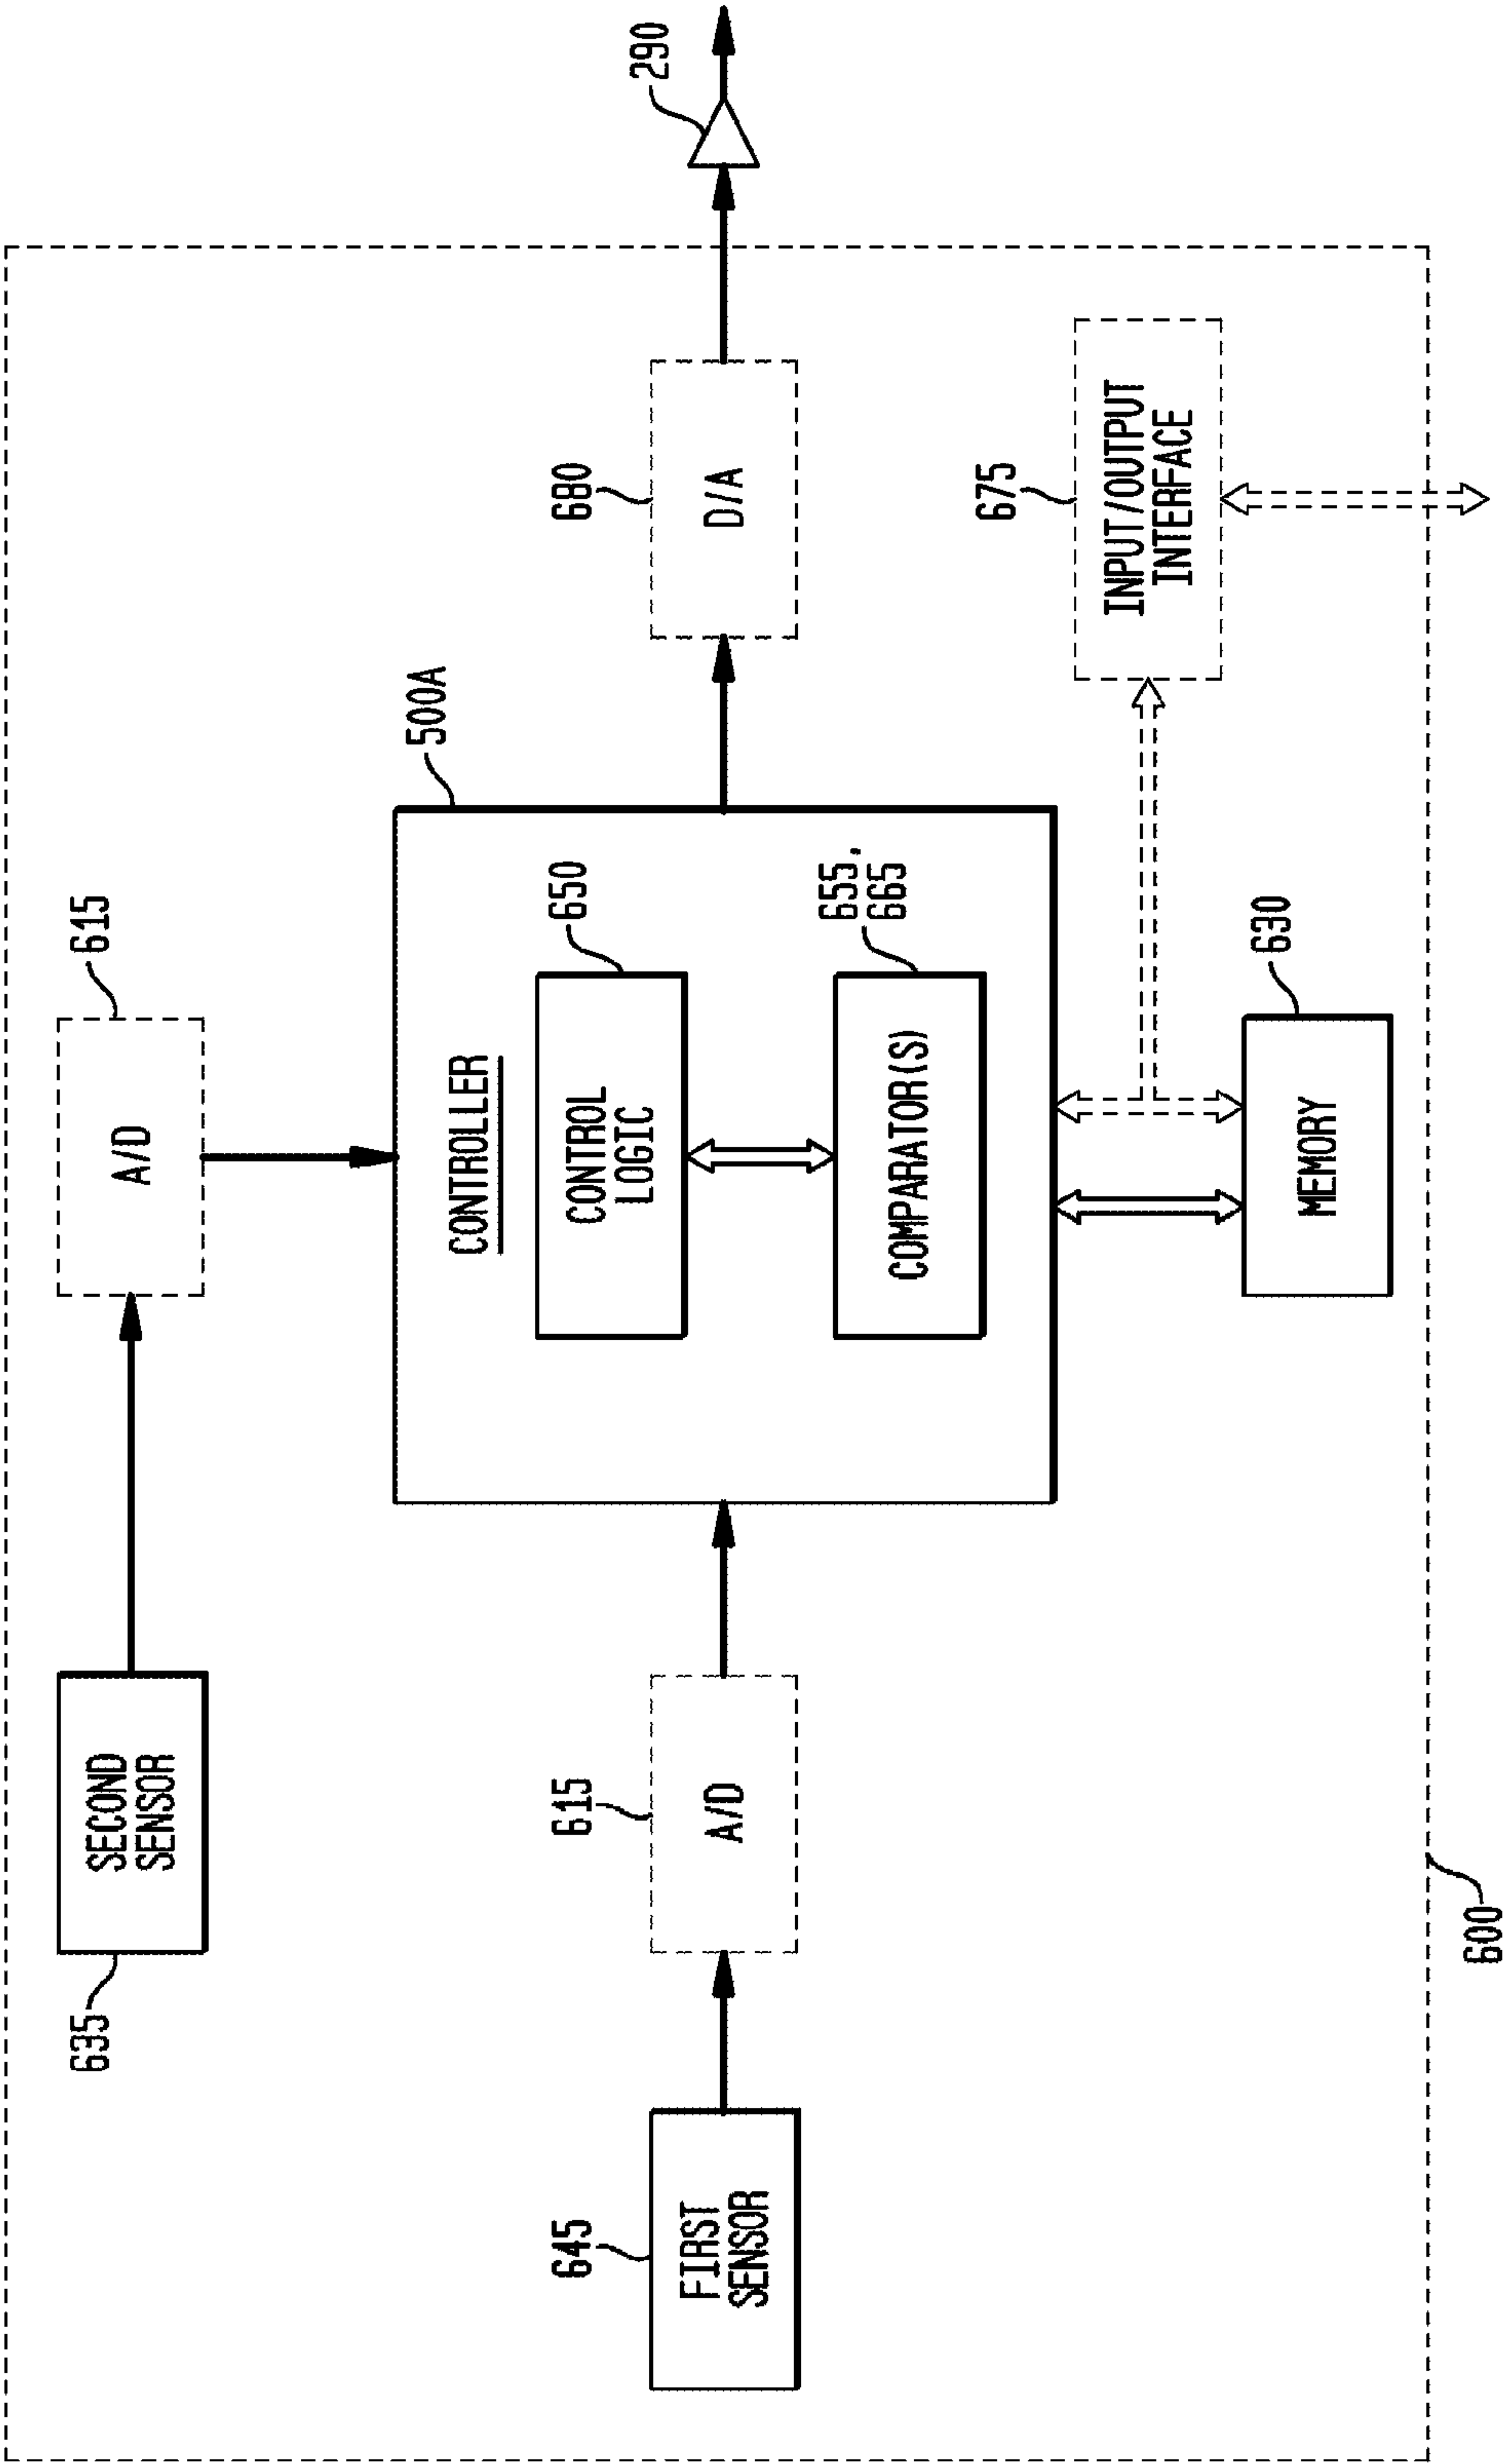 635
SECOND
SENSOR
615
A/D
500A
CONTROLLER
650
CONTROL
LOGIC
655,
665
COMPARATOR(S)
645
FIRST
SENSOR
615
A/D
680
D/A
290
675
INPUT/OUTPUT
INTERFACE
630
MEMORY
600